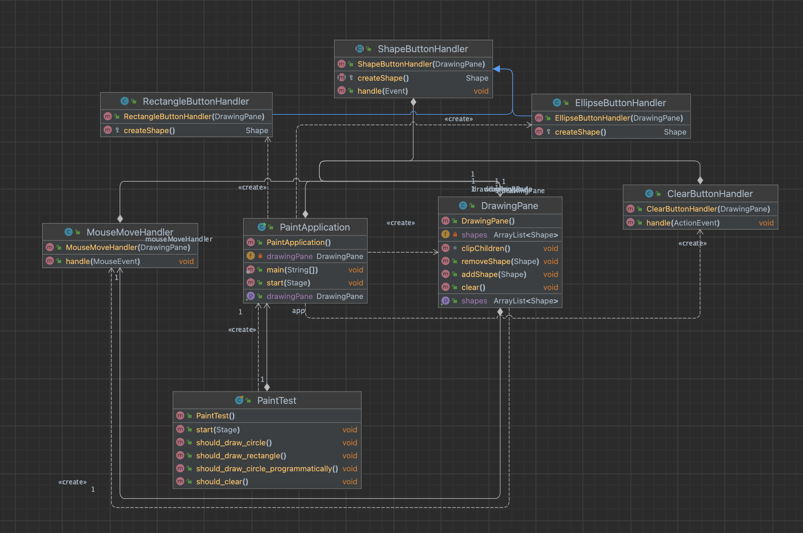 ShapeButtonHandler
ShapeButtonHandler(DrawingPane)
createShape() Shape
handle(Event) void
RectangleButtonHandler
RectangleButtonHandler(DrawingPane)
createShape() Shape
EllipseButtonHandler
EllipseButtonHandler(DrawingPane)
createShape() Shape
«create»
«create»
1
1
1
1
1
ClearButtonHandler
ClearButtonHandler(DrawingPane)
handle(ActionEvent) void
«create»
MouseMoveHandler
mouseMoveHandler
MouseMoveHandler(DrawingPane)
handle(MouseEvent) void
1
PaintApplication
PaintApplication()
drawingPane DrawingPane
main(String[]) void
start(Stage) void
drawingPane DrawingPane
«create»
DrawingPane
DrawingPane()
shapes ArrayList<Shape>
clipChildren() void
removeShape(Shape) void
addShape(Shape) void
clear() void
shapes ArrayList<Shape>
1
app
«create»
1
PaintTest
PaintTest()
start(Stage) void
should_draw_circle() void
should_draw_rectangle() void
should_draw_circle_programmatically() void
should_clear() void
«create»
1